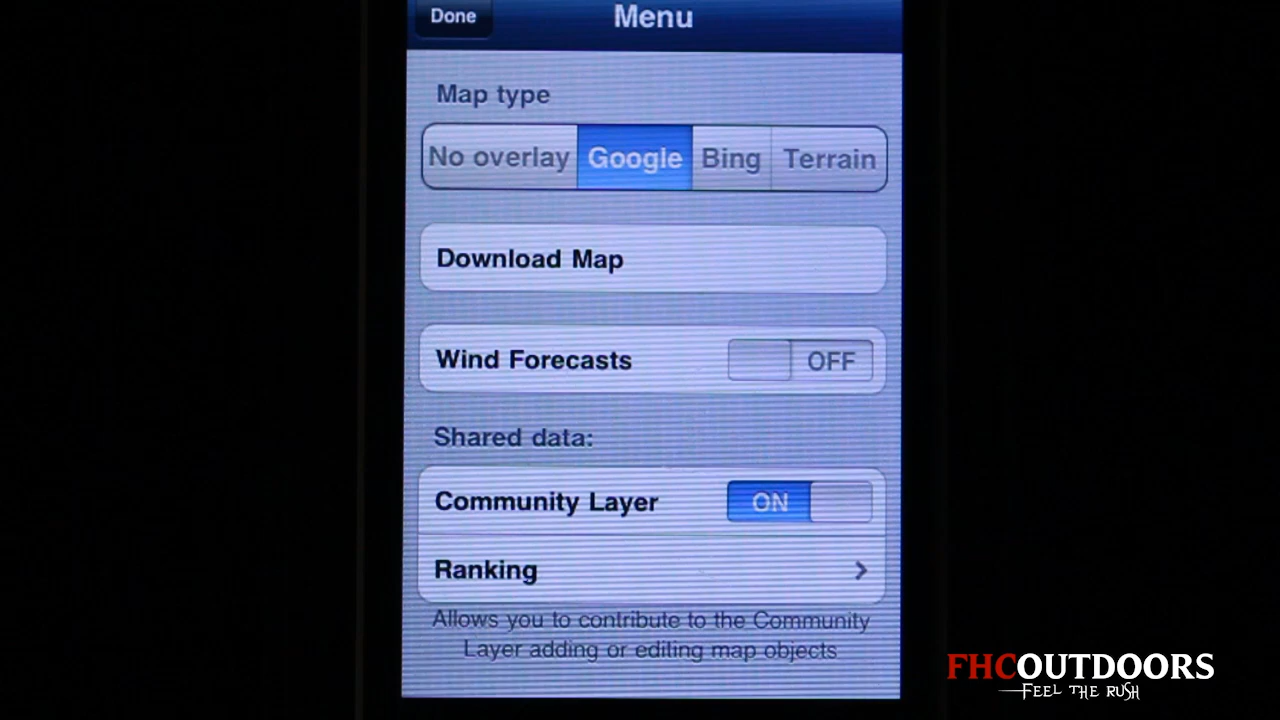 Done
Menu
Map type
No overlay Google Bing Terrain
Download Map
Wind Forecasts OFF
Shared data:
Community Layer ON
Ranking
Allows you to contribute to the Community
Layer adding or editing map objects
FHCOUTDOORS
FEEL THE RUSH